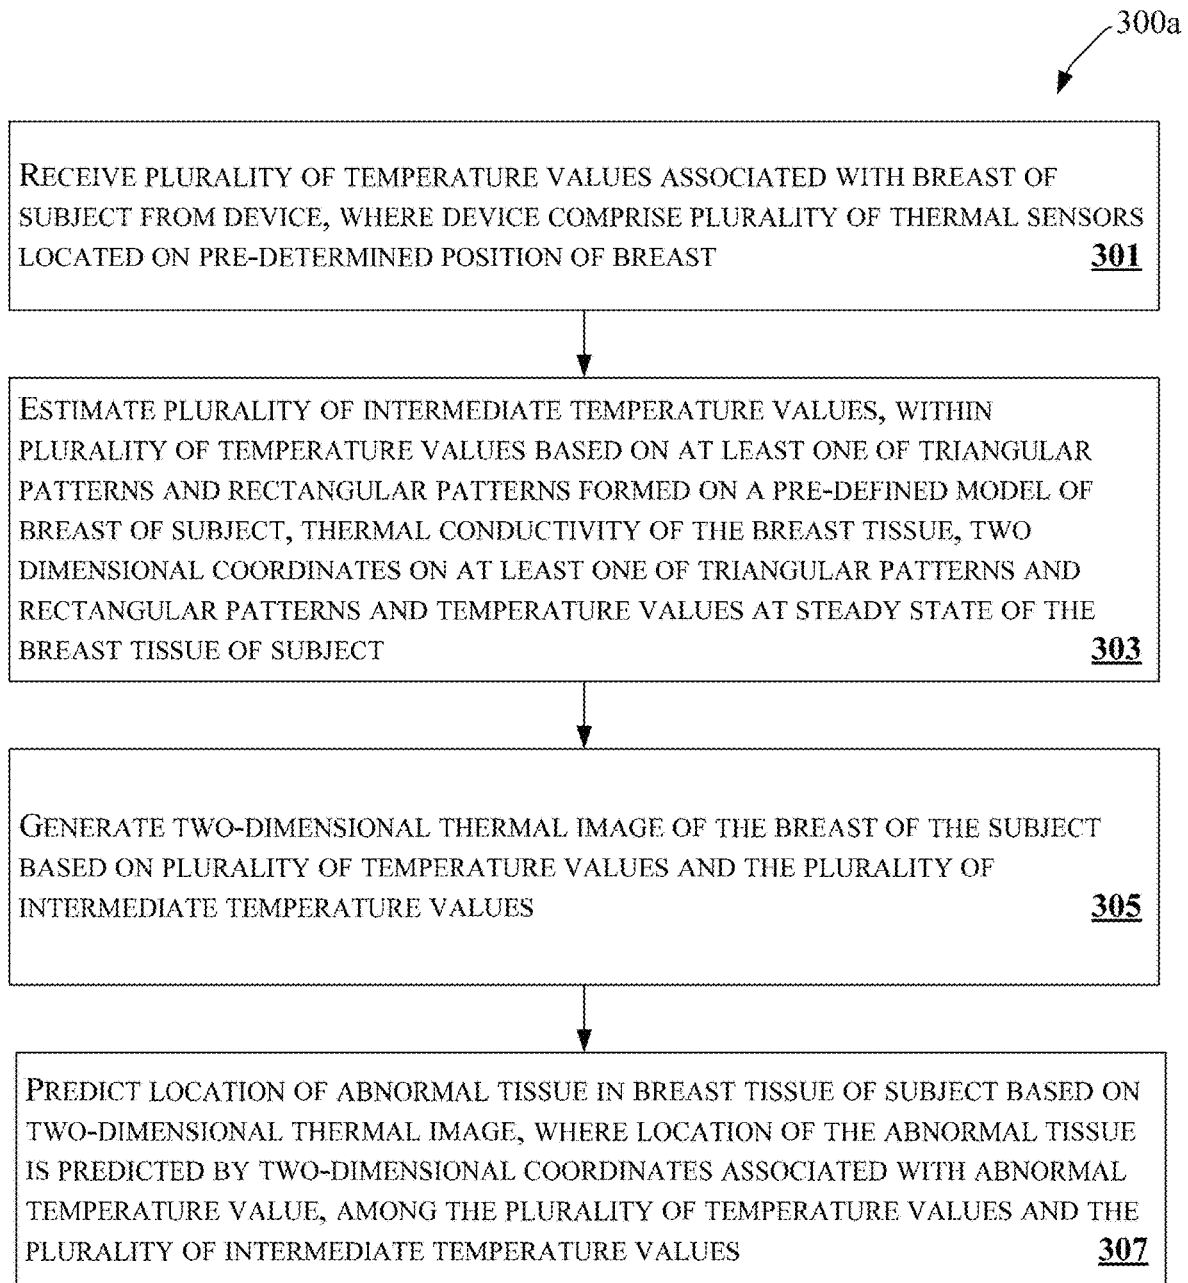 300a
RECEIVE PLURALITY OF TEMPERATURE VALUES ASSOCIATED WITH BREAST OF
SUBJECT FROM DEVICE, WHERE DEVICE COMPRISE PLURALITY OF THERMAL SENSORS
LOCATED ON PRE-DETERMINED POSITION OF BREAST 301
ESTIMATE PLURALITY OF INTERMEDIATE TEMPERATURE VALUES, WITHIN
PLURALITY OF TEMPERATURE VALUES BASED ON AT LEAST ONE OF TRIANGULAR
PATTERNS AND RECTANGULAR PATTERNS FORMED ON A PRE-DEFINED MODEL OF
BREAST OF SUBJECT, THERMAL CONDUCTIVITY OF THE BREAST TISSUE, TWO
DIMENSIONAL COORDINATES ON AT LEAST ONE OF TRIANGULAR PATTERNS AND
RECTANGULAR PATTERNS AND TEMPERATURE VALUES AT STEADY STATE OF THE
BREAST TISSUE OF SUBJECT 303
GENERATE TWO-DIMENSIONAL THERMAL IMAGE OF THE BREAST OF THE SUBJECT
BASED ON PLURALITY OF TEMPERATURE VALUES AND THE PLURALITY OF
INTERMEDIATE TEMPERATURE VALUES 305
PREDICT LOCATION OF ABNORMAL TISSUE IN BREAST TISSUE OF SUBJECT BASED ON
TWO-DIMENSIONAL THERMAL IMAGE, WHERE LOCATION OF THE ABNORMAL TISSUE
IS PREDICTED BY TWO-DIMENSIONAL COORDINATES ASSOCIATED WITH ABNORMAL
TEMPERATURE VALUE, AMONG THE PLURALITY OF TEMPERATURE VALUES AND THE
PLURALITY OF INTERMEDIATE TEMPERATURE VALUES 307